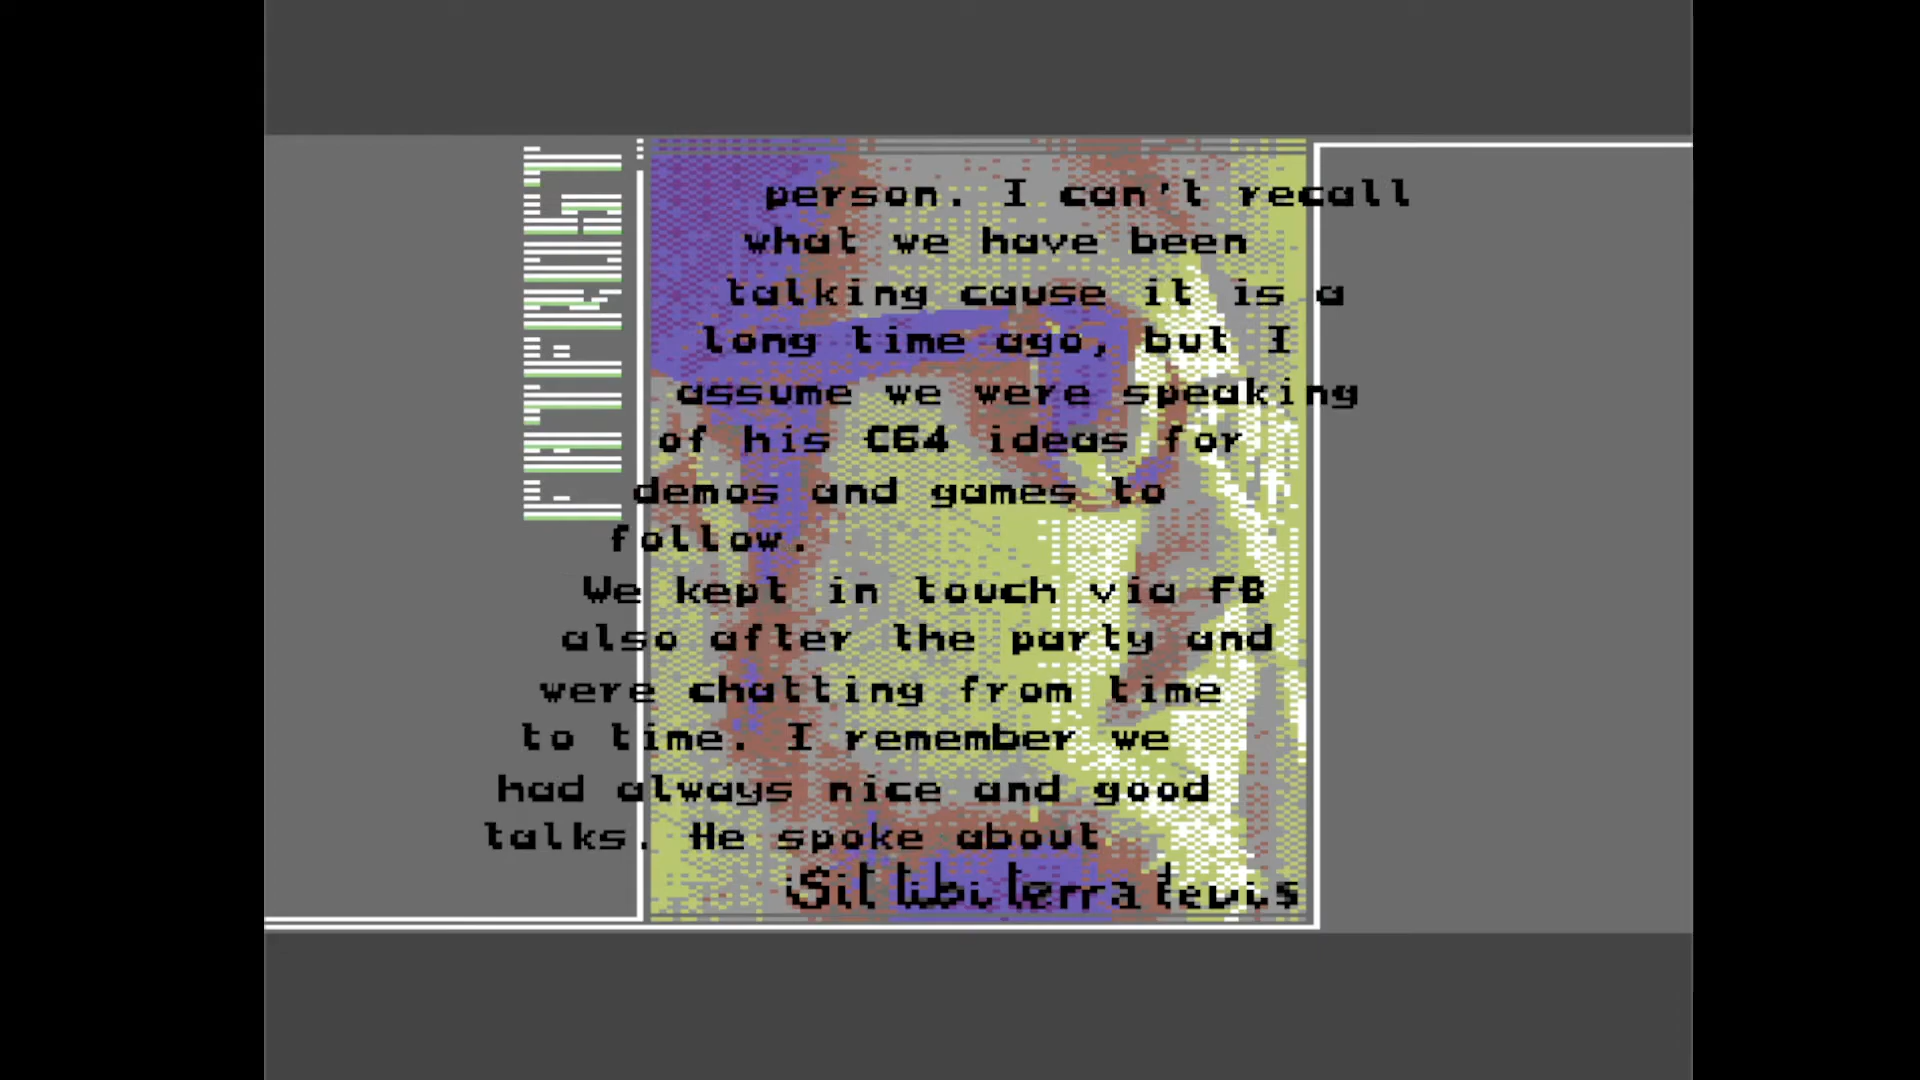 FATFROST
person. I can't recall
what we have been
talking cause it is a
long time ago, but I
assume we were speaking
of his C64 ideas for
demos and games to
follow.
We kept in touch via FB
also after the party and
were chatting from time
to time. I remember we
had always nice and good
talks. He spoke about
Sit tibi terra levis